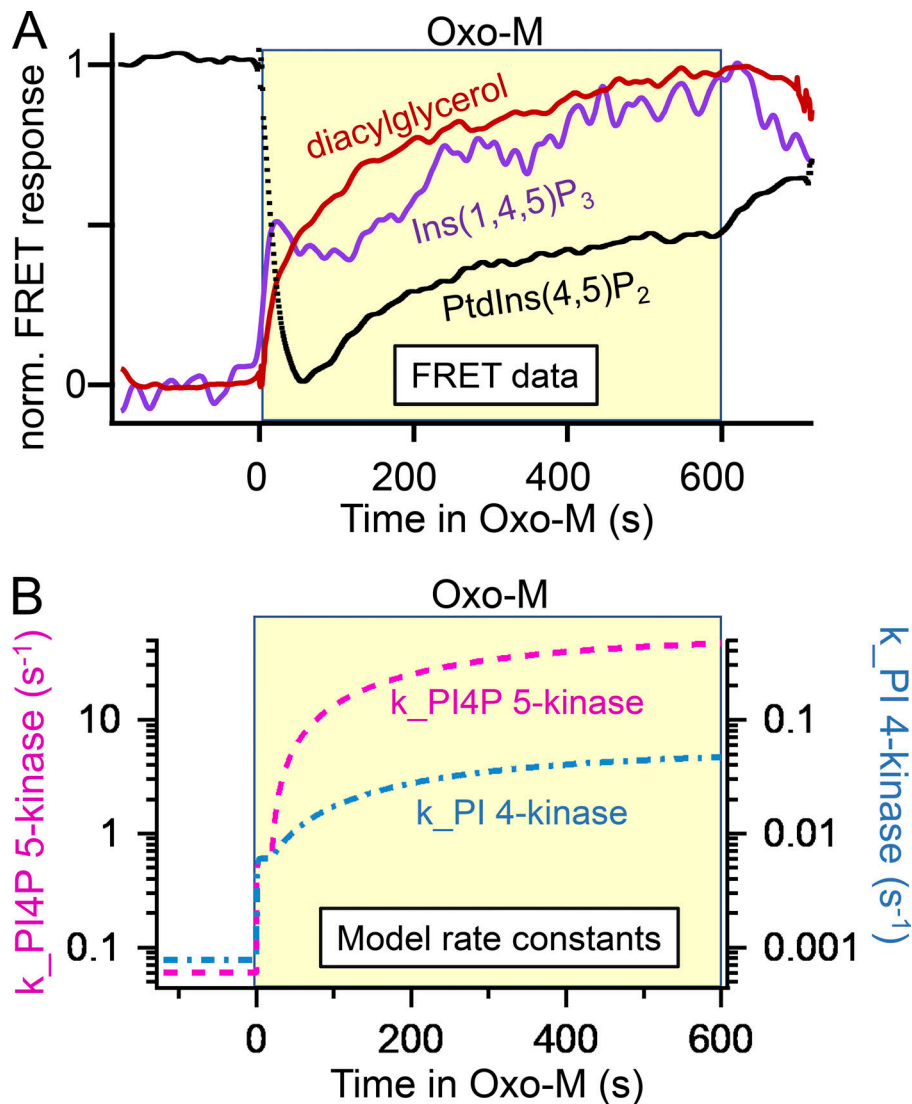 A
Oxo-M
norm. FRET response
1
0
diacylglycerol
Ins(1,4,5)P3
PtdIns(4,5)P2
FRET data
0 200 400 600
Time in Oxo-M (s)
B
Oxo-M
k_PI4P 5-kinase (s-1)
10
1
0.1
k_PI4P 5-kinase
k_PI 4-kinase
Model rate constants
0.1
0.01
0.001
k_PI 4-kinase (s-1)
0 200 400 600
Time in Oxo-M (s)